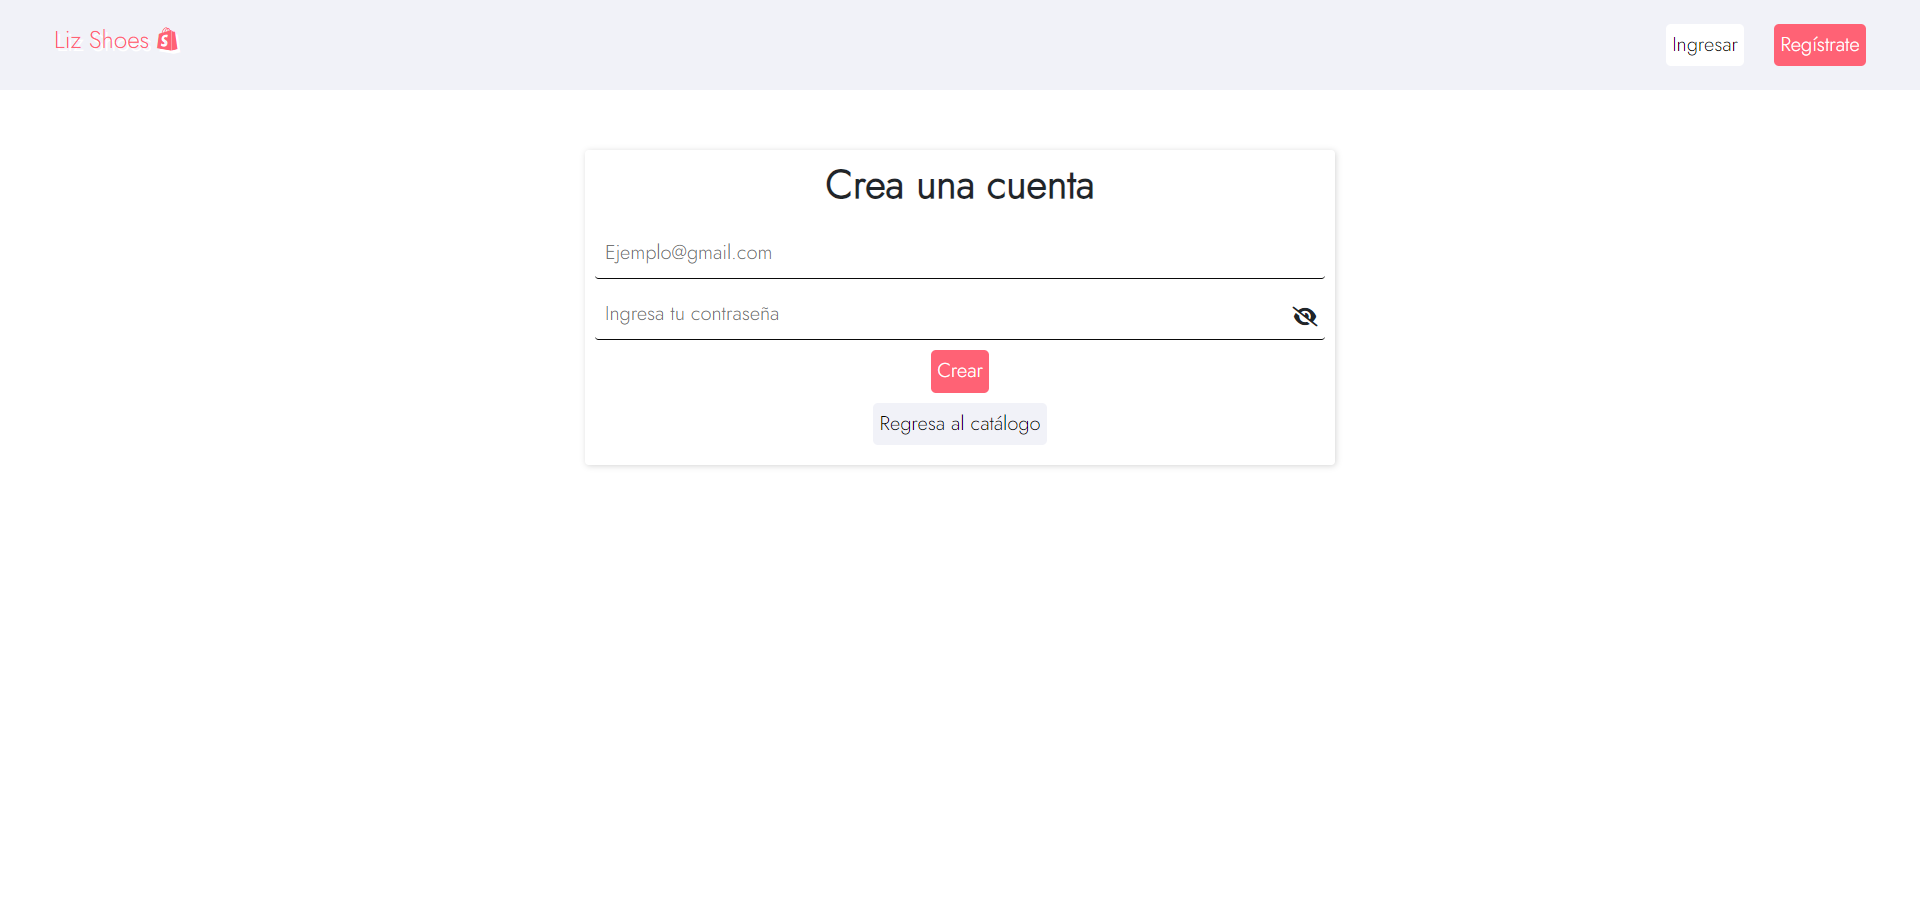 Liz Shoes
Ingresar
Regístrate
Crea una cuenta
Ejemplo@gmail.com
Ingresa tu contraseña
Crear
Regresa al catálogo